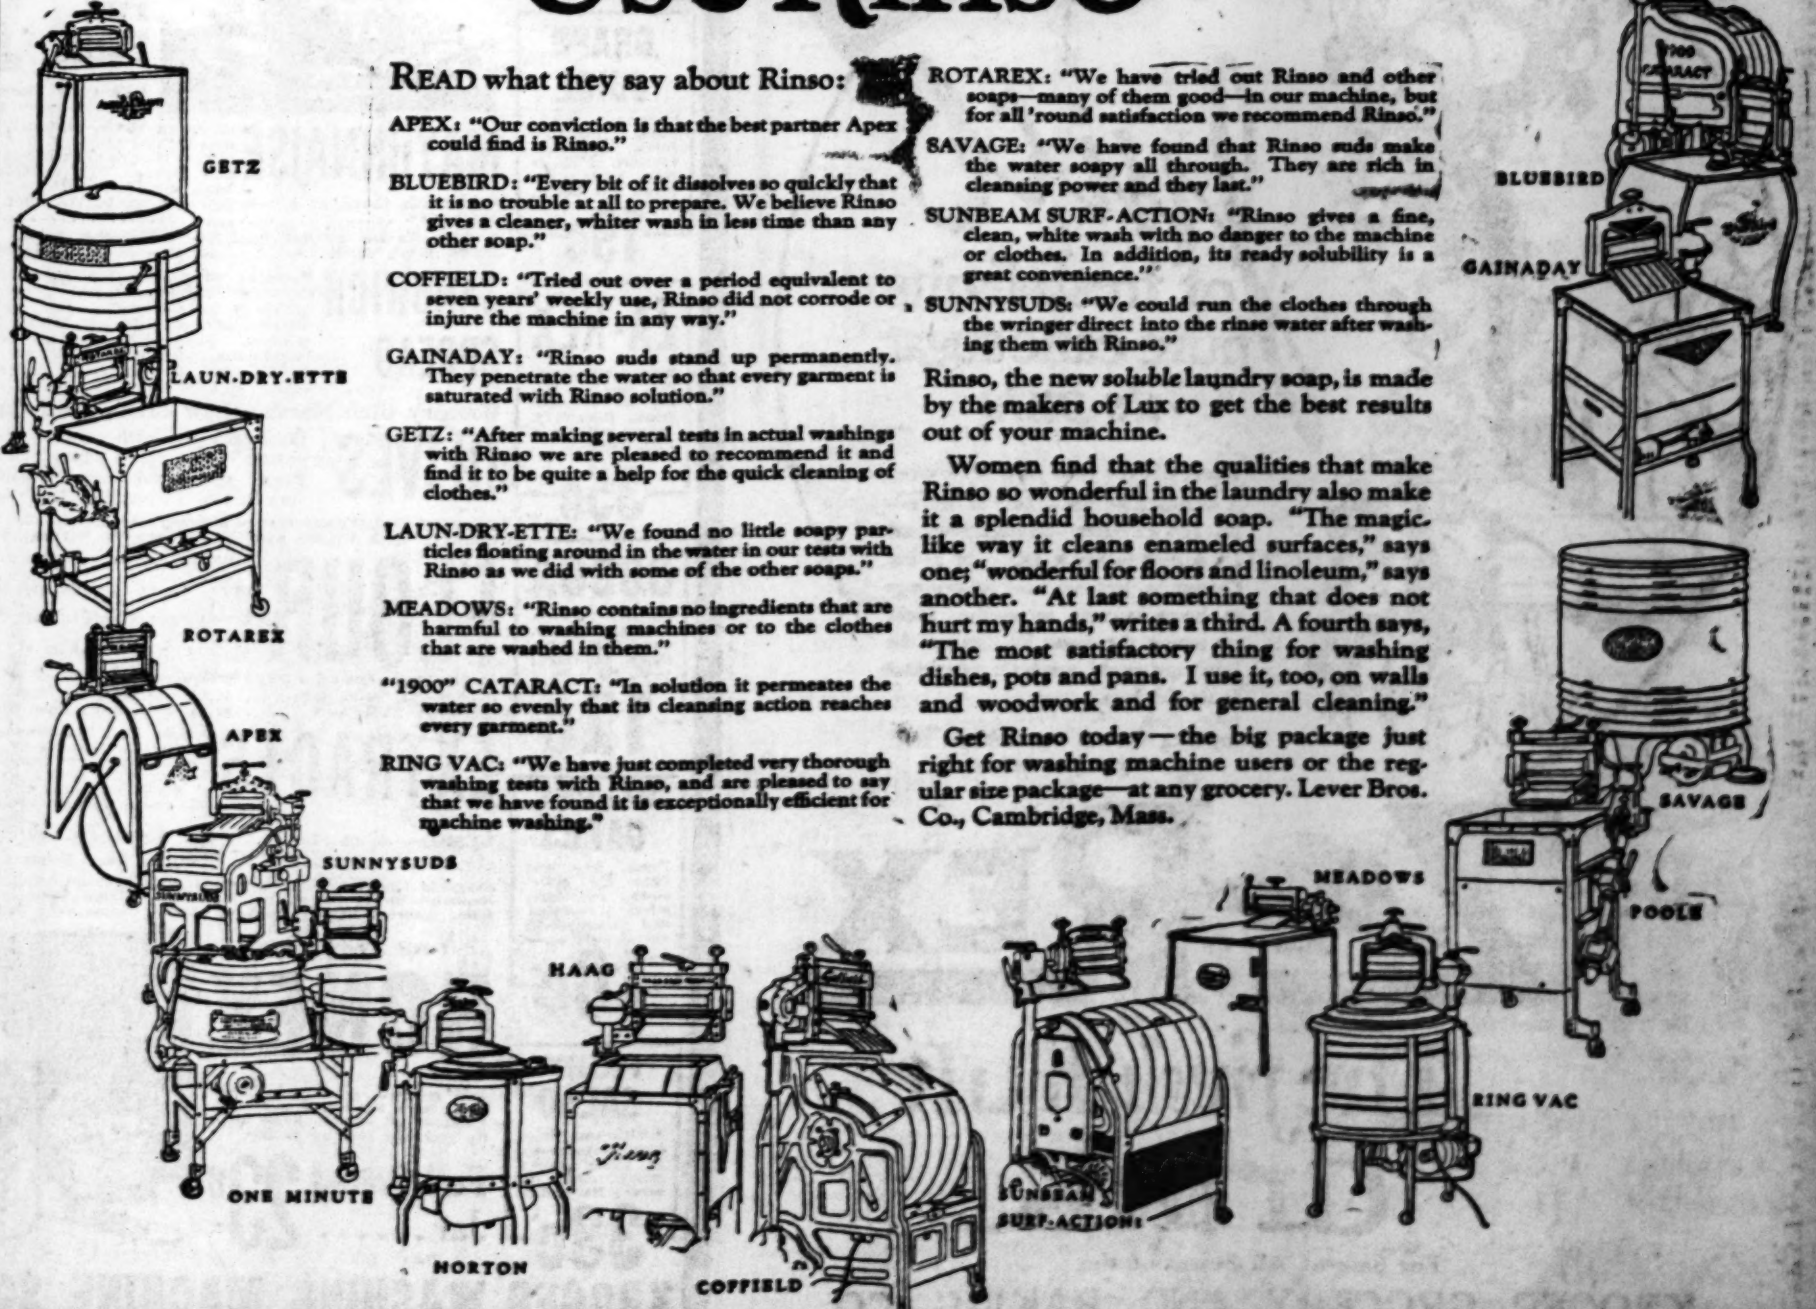 Use Rinso
READ what they say about Rinso:
APEX: "Our conviction is that the best partner Apex
could find is Rinso."
BLUEBIRD: "Every bit of it dissolves so quickly that
it is no trouble at all to prepare. We believe Rinso
gives a cleaner, whiter wash in less time than any
other soap."
COFFIELD: "Tried out over a period equivalent to
seven years' weekly use, Rinso did not corrode or
injure the machine in any way."
GAINADAY: "Rinso suds stand up permanently.
They penetrate the water so that every garment is
saturated with Rinso solution."
GETZ: "After making several tests in actual washings
with Rinso we are pleased to recommend it and
find it to be quite a help for the quick cleaning of
clothes."
LAUN-DRY-ETTE: "We found no little soapy par-
ticles floating around in the water in our tests with
Rinso as we did with some of the other soaps."
MEADOWS: "Rinso contains no ingredients that are
harmful to washing machines or to the clothes
that are washed in them."
"1900" CATARACT: "In solution it permeates the
water so evenly that its cleansing action reaches
every garment."
RING VAC: "We have just completed very thorough
washing tests with Rinso, and are pleased to say
that we have found it is exceptionally efficient for
machine washing."
ROTAREX: "We have tried out Rinso and other
soaps—many of them good—in our machine, but
for all 'round satisfaction we recommend Rinso."
SAVAGE: "We have found that Rinso suds make
the water soapy all through. They are rich in
cleansing power and they last."
SUNBEAM SURF-ACTION: "Rinso gives a fine,
clean, white wash with no danger to the machine
or clothes. In addition, its ready solubility is a
great convenience."
SUNNYSUDS: "We could run the clothes through
the wringer direct into the rinse water after wash-
ing them with Rinso."
Rinso, the new soluble laundry soap, is made
by the makers of Lux to get the best results
out of your machine.
Women find that the qualities that make
Rinso so wonderful in the laundry also make
it a splendid household soap. "The magic-
like way it cleans enameled surfaces," says
one; "wonderful for floors and linoleum," says
another. "At last something that does not
hurt my hands," writes a third. A fourth says,
"The most satisfactory thing for washing
dishes, pots and pans. I use it, too, on walls
and woodwork and for general cleaning."
Get Rinso today—the big package just
right for washing machine users or the reg-
ular size package—at any grocery. Lever Bros.
Co., Cambridge, Mass.
GETZ
LAUN-DRY-ETTE
ROTAREX
APEX
SUNNYSUDS
SUNNYSUDS
ONE MINUTE
HORTON
HAAG
Haag
COFFIELD
SUNBEAM
SURF-ACTION
MEADOWS
RING VAC
POOLE
SAVAGE
GAINADAY
BLUEBIRD
1900
CATARACT